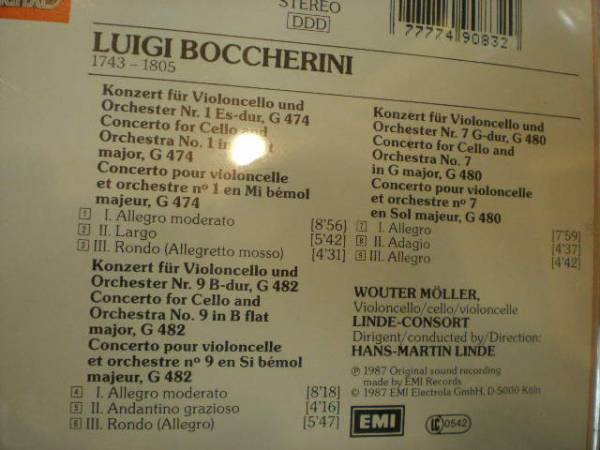 STEREO
DDD
77774 90832
LUIGI BOCCHERINI
1743 – 1805
Konzert für Violoncello und
Orchester Nr. 1 Es-dur, G 474
Concerto for Cello and
Orchestra No. 1 in
major, G 474
Concerto pour violoncelle
et orchestre nº 1 en Mi bémol
majeur, G 474
1 I. Allegro moderato [8'56]
2 II. Largo [5'42]
3 III. Rondo (Allegretto mosso) [4'31]
Konzert für Violoncello und
Orchester Nr. 9 B-dur, G 482
Concerto for Cello and
Orchestra No. 9 in B flat
major, G 482
Concerto pour violoncelle
et orchestre nº 9 en Si bémol
majeur, G 482
4 I. Allegro moderato [8'18]
5 II. Andantino grazioso [4'16]
6 III. Rondo (Allegro) [5'47]
Konzert für Violoncello und
Orchester Nr. 7 G-dur, G 480
Concerto for Cello and
Orchestra No. 7
in G major, G 480
Concerto pour violoncelle
et orchestre nº 7
en Sol majeur, G 480
7 I. Allegro [7'59]
8 II. Adagio [4'37]
9 III. Allegro [4'42]
WOUTER MÖLLER,
Violoncello/cello/violoncelle
LINDE-CONSORT
Dirigent/conducted by/Direction:
HANS-MARTIN LINDE
℗ 1987 Original sound recording
made by EMI Records
© 1987 EMI Electrola GmbH, D-5000 Köln
EMI
LC 0542